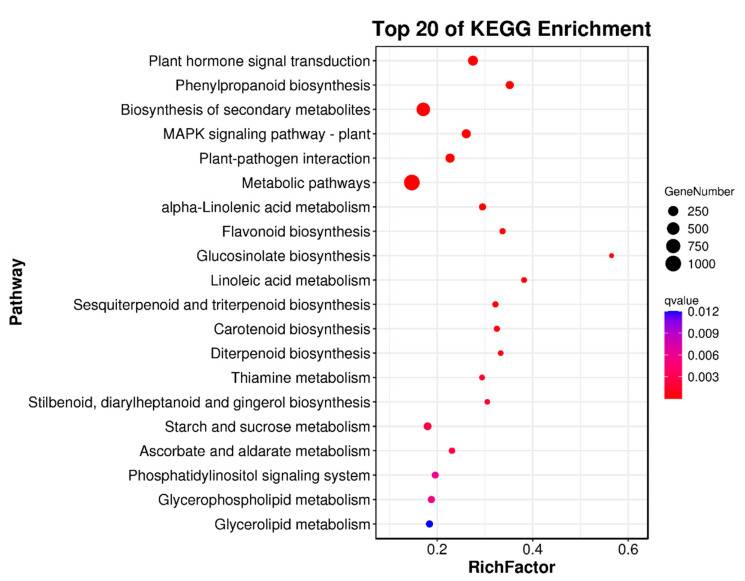 Top 20 of KEGG Enrichment
Plant hormone signal transduction
Phenylpropanoid biosynthesis
Biosynthesis of secondary metabolites
MAPK signaling pathway - plant
Plant-pathogen interaction
Metabolic pathways
alpha-Linolenic acid metabolism
Flavonoid biosynthesis
Glucosinolate biosynthesis
Linoleic acid metabolism
Sesquiterpenoid and triterpenoid biosynthesis
Carotenoid biosynthesis
Diterpenoid biosynthesis
Thiamine metabolism
Stilbenoid, diarylheptanoid and gingerol biosynthesis
Starch and sucrose metabolism
Ascorbate and aldarate metabolism
Phosphatidylinositol signaling system
Glycerophospholipid metabolism
Glycerolipid metabolism
Pathway
0.2 0.4 0.6
RichFactor
GeneNumber
250
500
750
1000
qvalue
0.012
0.009
0.006
0.003